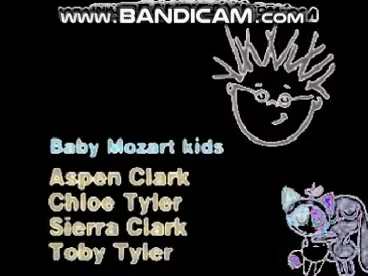 www.BANDICAM.com
Baby Mozart kids
Aspen Clark
Chloe Tyler
Sierra Clark
Toby Tyler